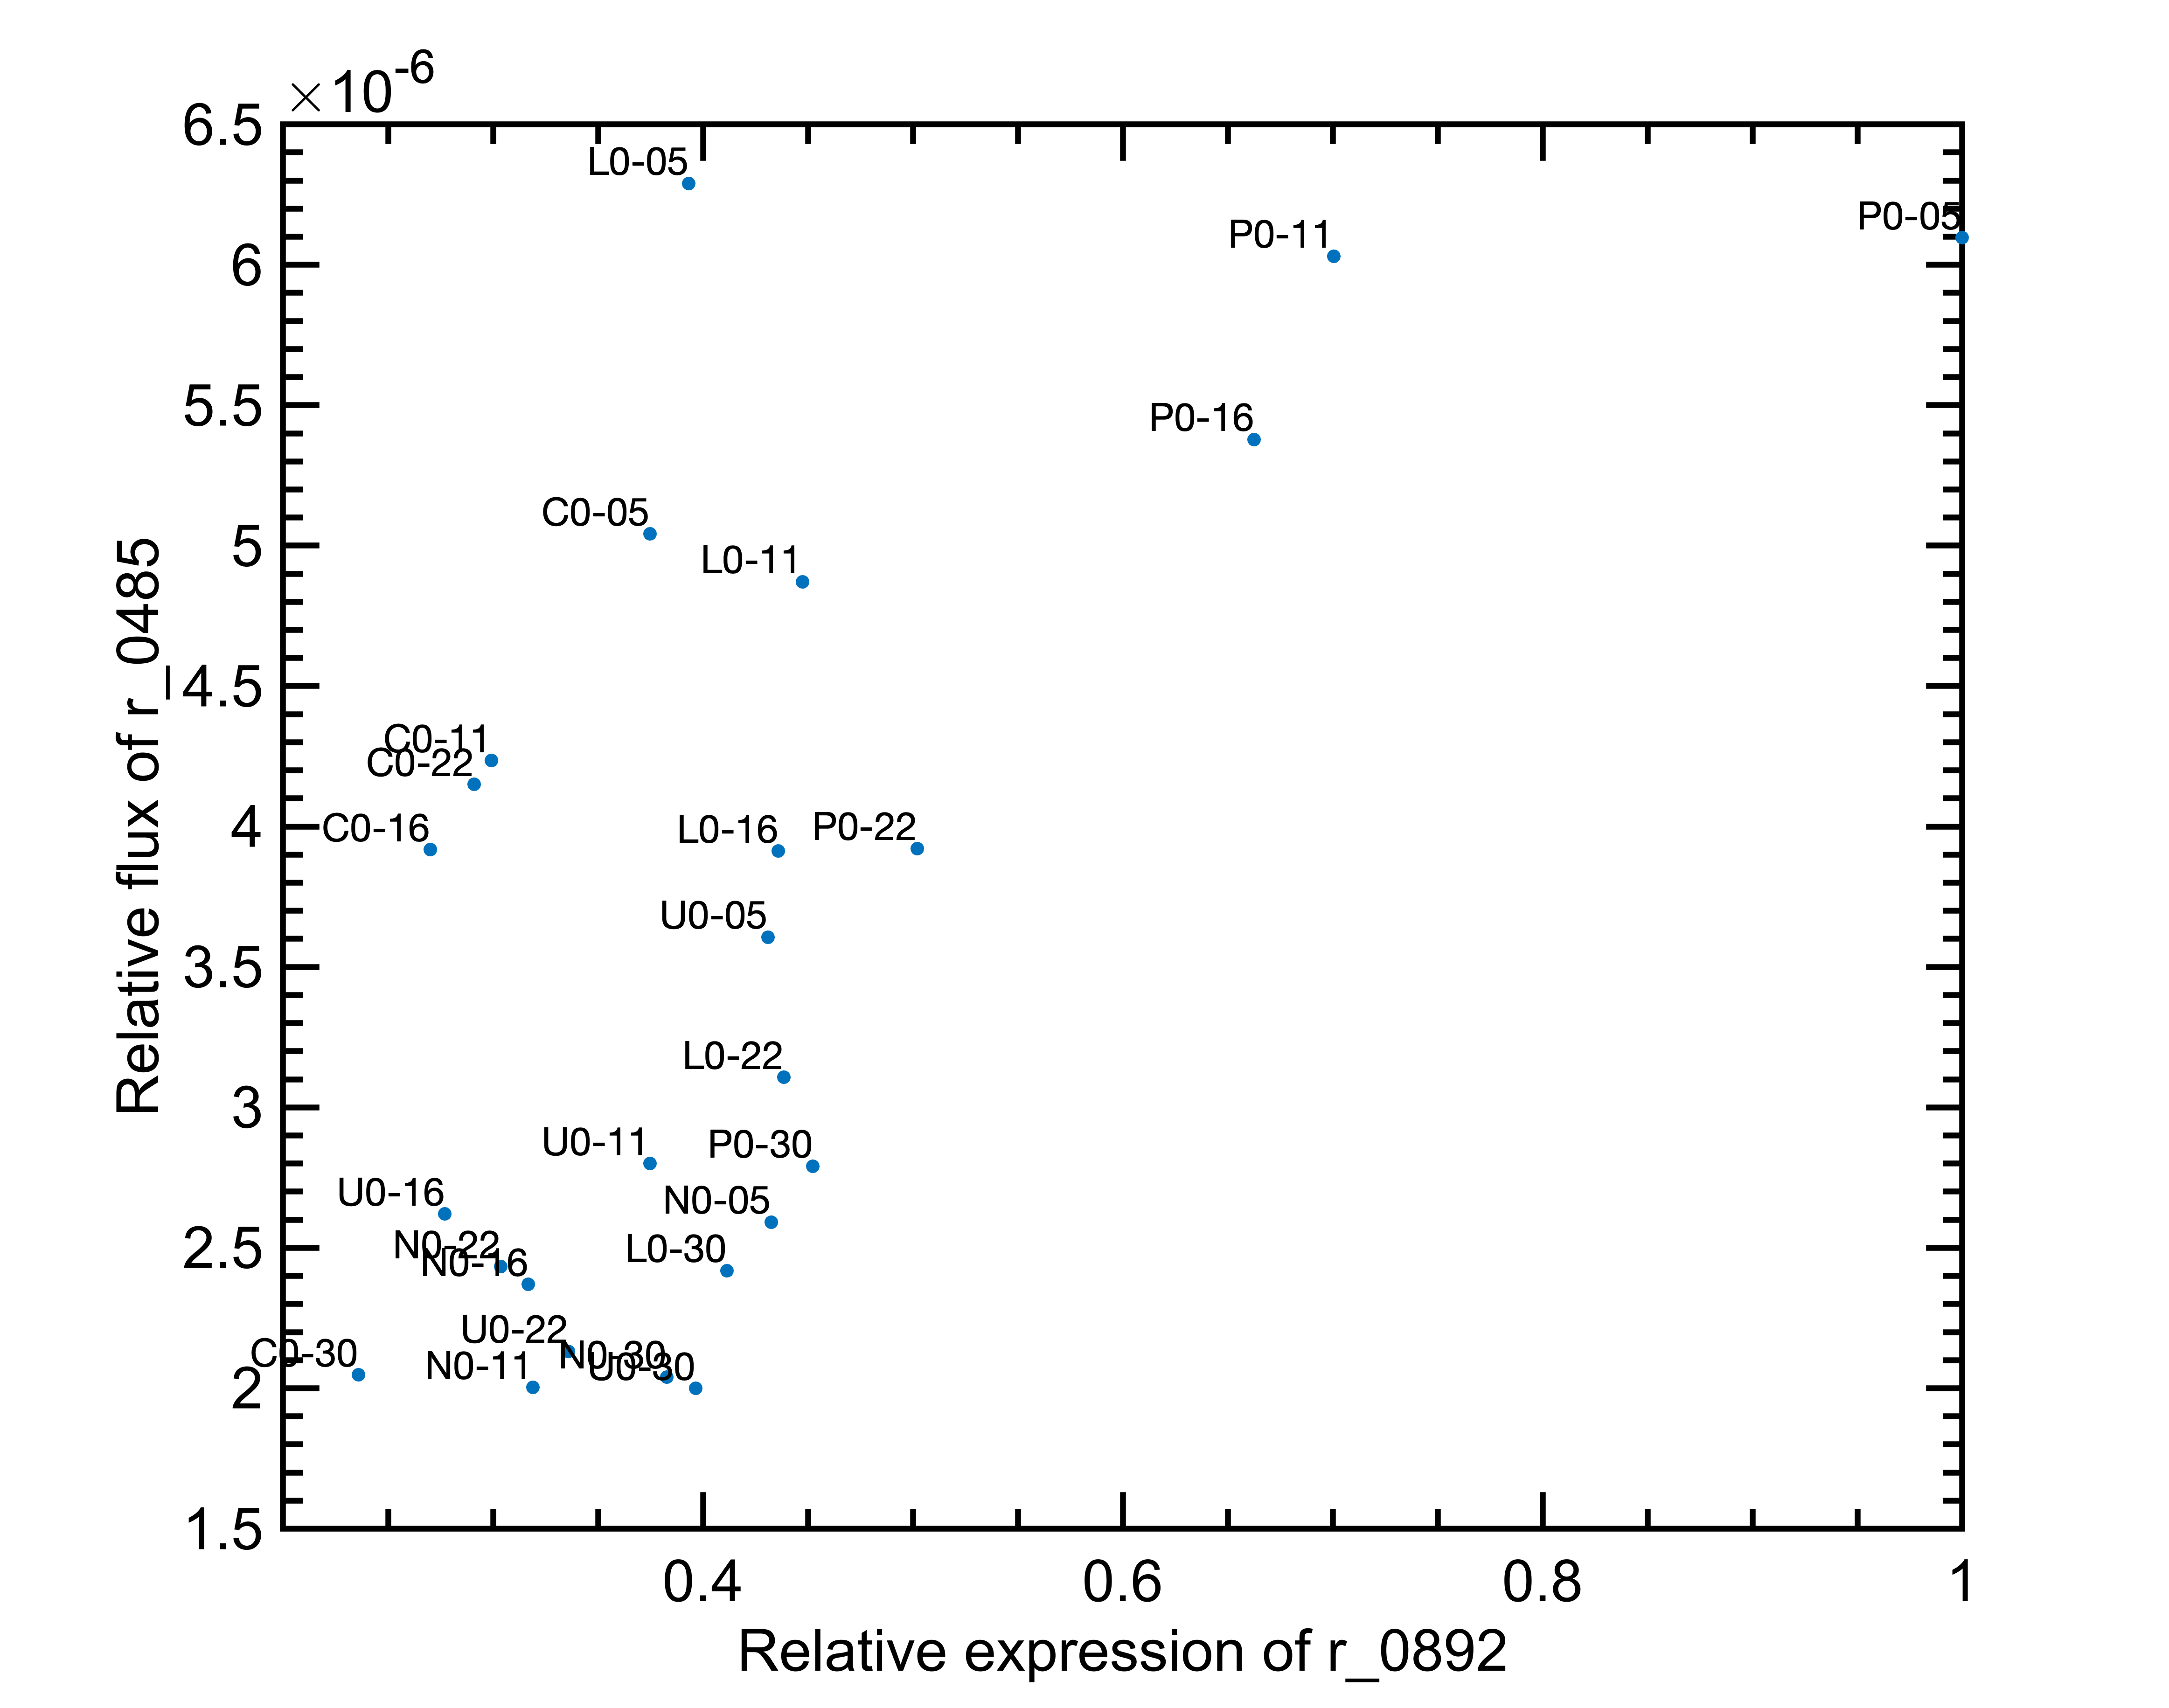 ×10-6
6.5
6
5.5
5
4.5
4
3.5
3
2.5
2
1.5
Relative flux of r_0485
L0-05
P0-05
P0-11
P0-16
C0-05
L0-11
C0-11
C0-22
C0-16
L0-16
P0-22
U0-05
L0-22
U0-11
P0-30
U0-16
N0-05
N0-22
N0-16
L0-30
U0-22
C0-30
N0-30
N0-11
U0-30
0.4
0.6
0.8
1
Relative expression of r_0892